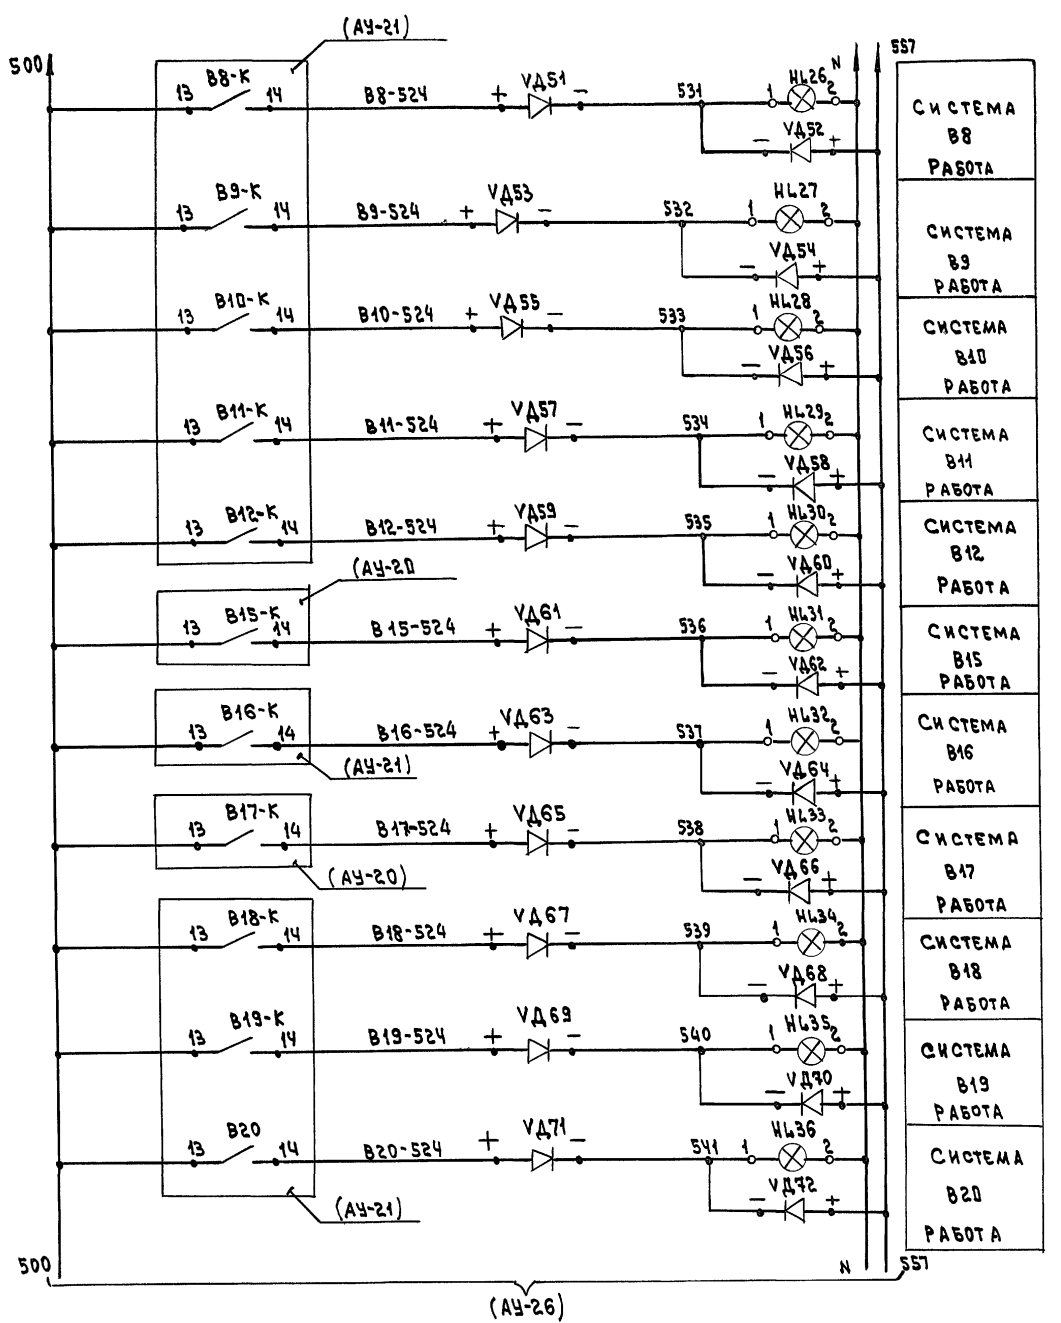 (АУ-21)
500
N
557
В8-К
13
14
В8-524
+
VД51
-
531
1
HL26
2
-
VД52
+
СИСТЕМА
В8
РАБОТА
В9-К
13
14
В9-524
+
VД53
-
532
1
HL27
2
-
VД54
+
СИСТЕМА
В9
РАБОТА
В10-К
13
14
В10-524
+
VД55
-
533
1
HL28
2
-
VД56
+
СИСТЕМА
В10
РАБОТА
В11-К
13
14
В11-524
+
VД57
-
534
1
HL29
2
-
VД58
+
СИСТЕМА
В11
РАБОТА
В12-К
13
14
В12-524
+
VД59
-
535
1
HL30
2
-
VД60
+
СИСТЕМА
В12
РАБОТА
(АУ-20
В15-К
13
14
В15-524
+
VД61
-
536
1
HL31
2
-
VД62
+
СИСТЕМА
В15
РАБОТА
В16-К
13
14
В16-524
+
VД63
-
537
1
HL32
2
-
VД64
+
СИСТЕМА
В16
РАБОТА
(АУ-21)
В17-К
13
14
В17-524
+
VД65
-
538
1
HL33
2
-
VД66
+
СИСТЕМА
В17
РАБОТА
(АУ-20)
В18-К
13
14
В18-524
+
VД67
-
539
1
HL34
2
-
VД68
+
СИСТЕМА
В18
РАБОТА
В19-К
13
14
В19-524
+
VД69
-
540
1
HL35
2
-
VД70
+
СИСТЕМА
В19
РАБОТА
В20
13
14
В20-524
+
VД71
-
541
1
HL36
2
-
VД72
+
СИСТЕМА
В20
РАБОТА
(АУ-21)
500
N
557
(АУ-26)